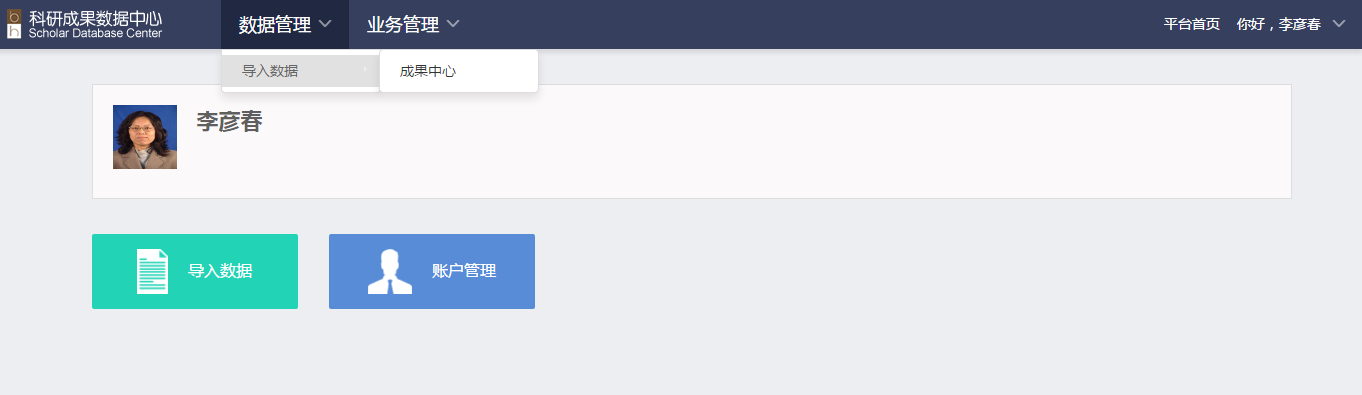 科研成果数据中心
Scholar Database Center
数据管理
业务管理
平台首页
你好，李彦春
导入数据
成果中心
李彦春
导入数据
账户管理